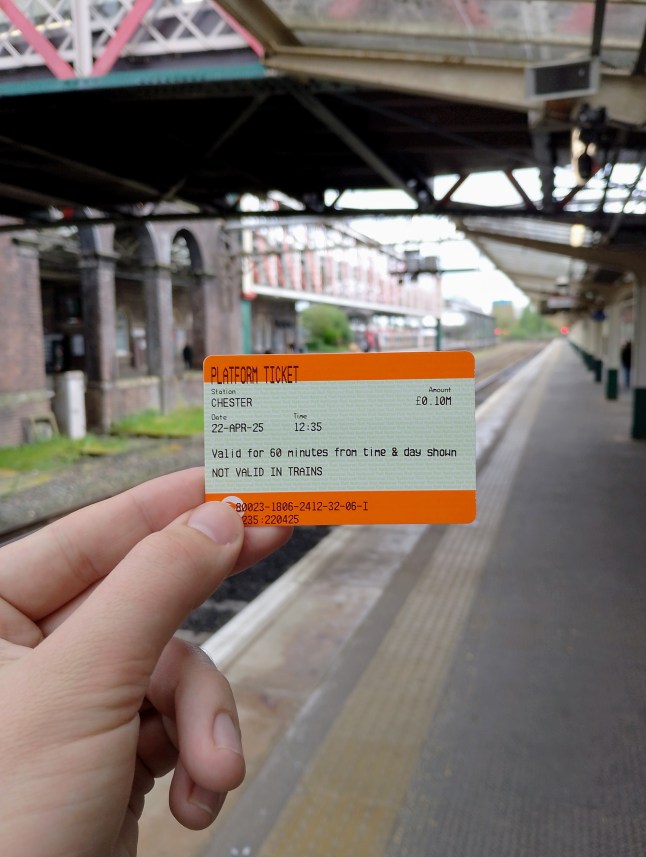 PLATFORM TICKET
Station Amount
CHESTER £0.10M
Date Time
22-APR-25 12:35
Valid for 60 minutes from time & day shown
NOT VALID IN TRAINS
80023-1806-2412-32-06-I
235:220425